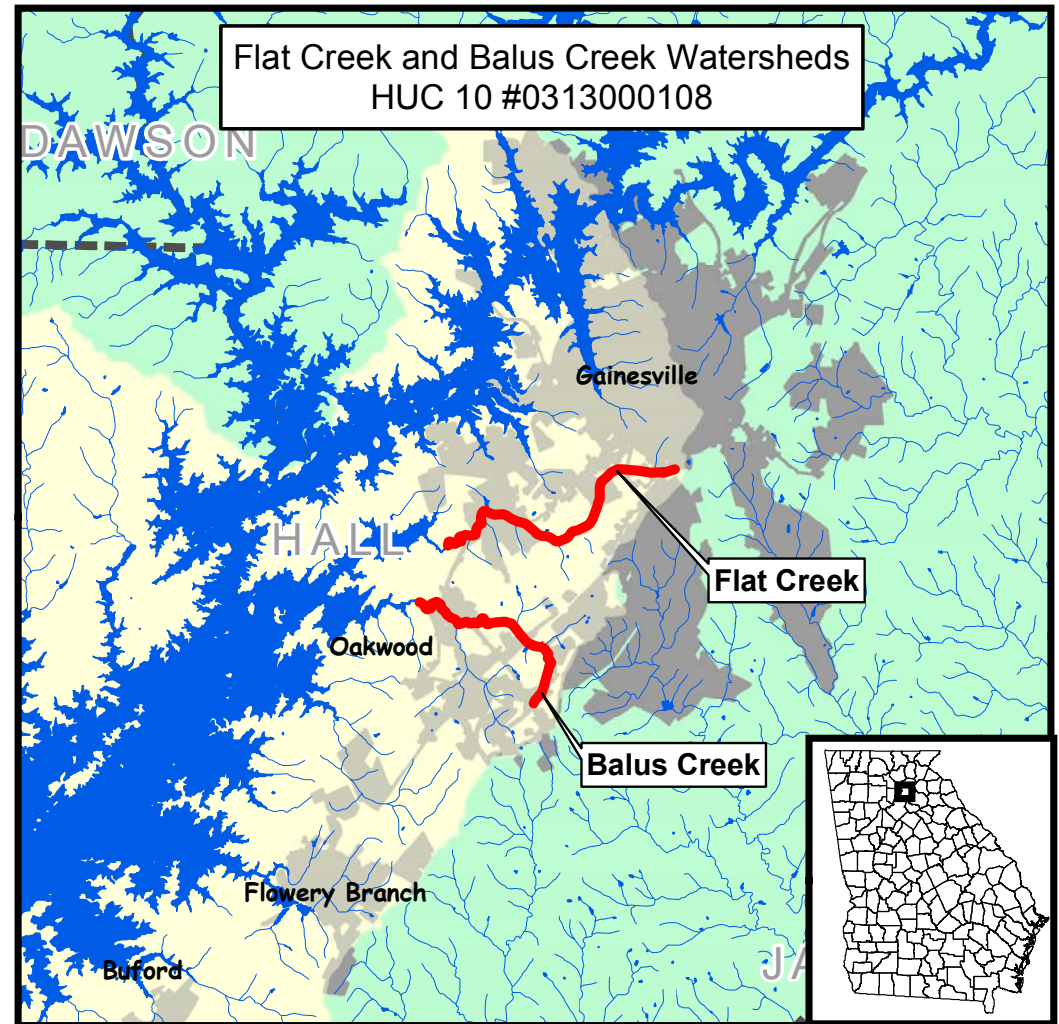 Flat Creek and Balus Creek Watersheds
HUC 10 #0313000108
DAWSON
Gainesville
HALL
Flat Creek
Oakwood
Balus Creek
Flowery Branch
JA
Buford